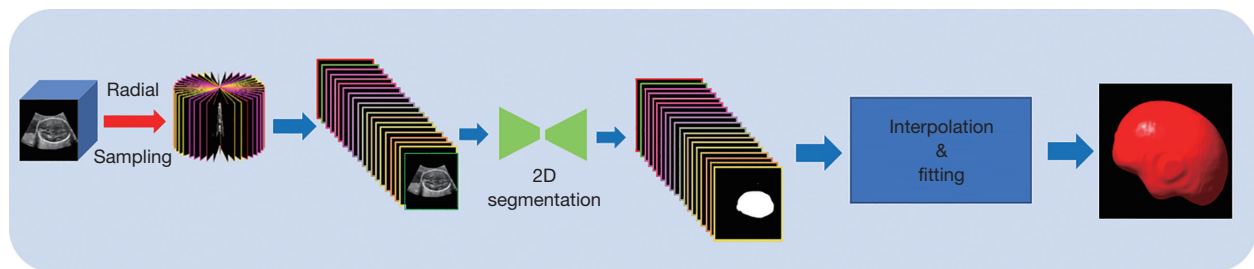 Radial
Sampling
2D
segmentation
Interpolation
&
fitting